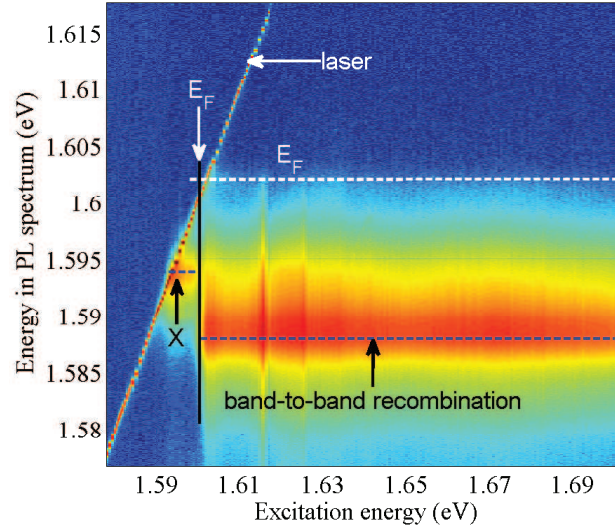 1.615
1.61
1.605
1.6
1.595
1.59
1.585
1.58
Energy in PL spectrum (eV)
laser
E_F
E_F
X
band-to-band recombination
1.59
1.61
1.63
1.65
1.67
1.69
Excitation energy (eV)